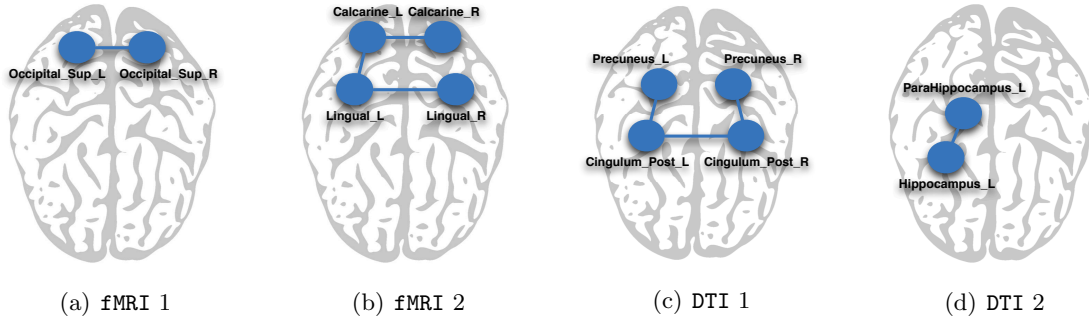 Occipital_Sup_L Occipital_Sup_R
(a) fMRI 1
Calcarine_L Calcarine_R
Lingual_L Lingual_R
(b) fMRI 2
Precuneus_L Precuneus_R
Cingulum_Post_L Cingulum_Post_R
(c) DTI 1
ParaHippocampus_L
Hippocampus_L
(d) DTI 2